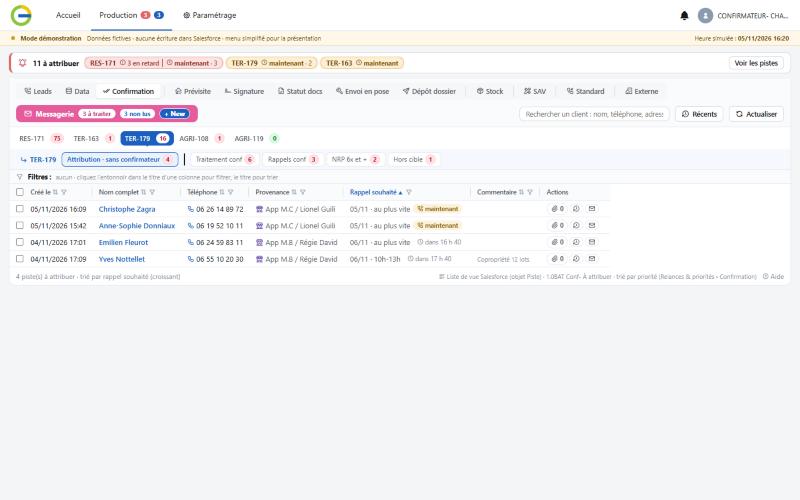 Accueil Production 5 3 Paramétrage CONFIRMATEUR- CHA...
Mode démonstration Données fictives - aucune écriture dans Salesforce - menu simplifié pour la présentation Heure simulée : 05/11/2026 16:20
11 à attribuer RES-171 3 en retard maintenant · 3 TER-179 maintenant · 2 TER-163 maintenant Voir les pistes
Leads Data Confirmation Prévisite Signature Statut docs Envoi en pose Dépôt dossier Stock SAV Standard Externe
Messagerie 3 à traiter 3 non lus + New Rechercher un client : nom, téléphone, adress Récents Actualiser
RES-171 75 TER-163 1 TER-179 16 AGRI-108 1 AGRI-119 0
TER-179 Attribution - sans confirmateur 4 Traitement conf 6 Rappels conf 3 NRP 6x et + 2 Hors cible 1
Filtres : aucun - cliquez l'entonnoir dans le titre d'une colonne pour filtrer, le titre pour trier
Créé le Nom complet Téléphone Provenance Rappel souhaité Commentaire Actions
05/11/2026 16:09 Christophe Zagra 06 26 14 89 72 App M.C / Lionel Guili 05/11 - au plus vite maintenant 0
05/11/2026 15:42 Anne-Sophie Donniaux 06 19 52 10 11 App M.C / Lionel Guili 05/11 - au plus vite maintenant 0
04/11/2026 17:01 Emilien Fleurot 06 24 59 83 11 App M.B / Régie David 06/11 - au plus vite dans 16 h 40 0
04/11/2026 17:09 Yves Nottellet 06 55 10 20 30 App M.B / Régie David 06/11 - 10h-13h dans 17 h 40 Copropriété 12 lots 0
4 piste(s) à attribuer - trié par rappel souhaité (croissant) Liste de vue Salesforce (objet Piste) - 1.0BAT Conf- À attribuer - trié par priorité (Relances & priorités • Confirmation) Aide